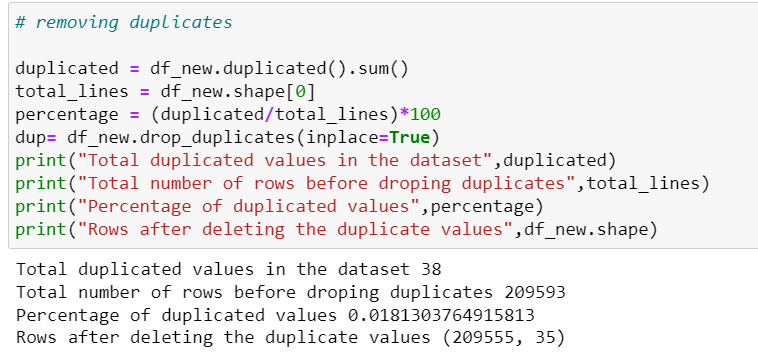 # removing duplicates
duplicated = df_new.duplicated().sum()
total_lines = df_new.shape[0]
percentage = (duplicated/total_lines)*100
dup= df_new.drop_duplicates(inplace=True)
print("Total duplicated values in the dataset",duplicated)
print("Total number of rows before droping duplicates",total_lines)
print("Percentage of duplicated values",percentage)
print("Rows after deleting the duplicate values",df_new.shape)
Total duplicated values in the dataset 38
Total number of rows before droping duplicates 209593
Percentage of duplicated values 0.0181303764915813
Rows after deleting the duplicate values (209555, 35)